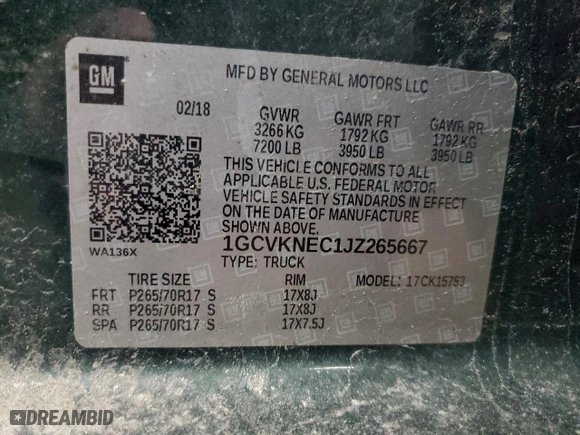 GM
MFD BY GENERAL MOTORS LLC
02/18 GVWR GAWR FRT GAWR RR
3266 KG 1792 KG 1792 KG
7200 LB 3950 LB 3950 LB
THIS VEHICLE CONFORMS TO ALL
APPLICABLE U.S. FEDERAL MOTOR
VEHICLE SAFETY STANDARDS IN EFFECT
ON THE DATE OF MANUFACTURE
SHOWN ABOVE.
1GCVKNEC1JZ265667
WA136X
TYPE: TRUCK
TIRE SIZE RIM MODEL: 17CK15753
FRT P265/70R17 S 17X8J
RR P265/70R17 S 17X8J
SPA P265/70R17 S 17X7.5J
DREAMBID